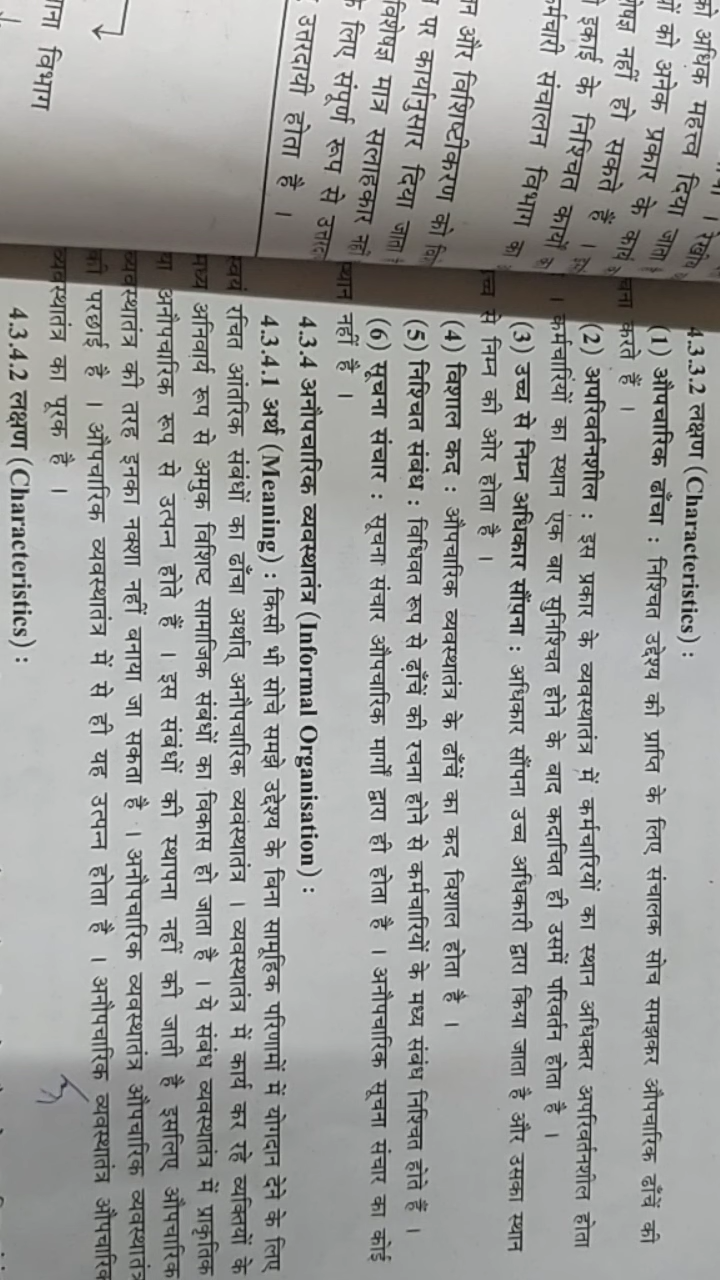 को अधिक महत्त्व दिया जाता
को अनेक प्रकार के कार्य
नहीं हो सकते हैं ।
इकाई के निश्चित कार्यों
कर्मचारी संचालन विभाग का
और विशिष्टीकरण को
पर कार्यानुसार दिया जाता
विशेषज्ञ मात्र सलाहकार नहीं
के लिए संपूर्ण रूप से
उत्तरदायी होता है ।
विभाग
4.3.3.2 लक्षण (Characteristics) :
(1) औपचारिक ढाँचा : निश्चित उद्देश्य की प्राप्ति के लिए संचालक सोच समझकर औपचारिक ढाँचें की
करते हैं ।
(2) अपरिवर्तनशील : इस प्रकार के व्यवस्थातंत्र में कर्मचारियों का स्थान अधिक्तर अपरिवर्तनशील होता
। कर्मचारियों का स्थान एक बार सुनिश्चित होने के बाद कदाचित ही उसमें परिवर्तन होता है ।
(3) उच्च से निम्न अधिकार सौंपना : अधिकार सौंपना उच्च अधिकारी द्वारा किया जाता है और उसका स्थान
से निम्न की ओर होता है ।
(4) विशाल कद : औपचारिक व्यवस्थातंत्र के ढाँचें का कद विशाल होता है ।
(5) निश्चित संबंध : विधिवत रूप से ढ़ाँचें की रचना होने से कर्मचारियों के मध्य संबंध निश्चित होते हैं ।
(6) सूचना संचार : सूचना संचार औपचारिक मार्गों द्वारा ही होता है । अनौपचारिक सूचना संचार का कोई
नहीं है ।
4.3.4 अनौपचारिक व्यवस्थातंत्र (Informal Organisation) :
4.3.4.1 अर्थ (Meaning) : किसी भी सोचे समझे उद्देश्य के बिना सामूहिक परिणामों में योगदान देने के लिए
स्वयं रचित आंतरिक संबंधों का ढाँचा अर्थात् अनौपचारिक व्यवस्थातंत्र । व्यवस्थातंत्र में कार्य कर रहे व्यक्तियों के
मध्य अनिवार्य रूप से अमुक विशिष्ट सामाजिक संबंधों का विकास हो जाता है । ये संबंध व्यवस्थातंत्र में प्राकृतिक
या अनौपचारिक रूप से उत्पन्न होते हैं । इस संबंधों की स्थापना नहीं की जाती है इसलिए औपचारिक
व्यवस्थातंत्र की तरह इनका नक्शा नहीं बनाया जा सकता है । अनौपचारिक व्यवस्थातंत्र औपचारिक व्यवस्थातंत्र
की परछाई है । औपचारिक व्यवस्थातंत्र में से ही यह उत्पन्न होता है । अनौपचारिक व्यवस्थातंत्र औपचारिक
व्यवस्थातंत्र का पूरक है ।
4.3.4.2 लक्षण (Characteristics) :